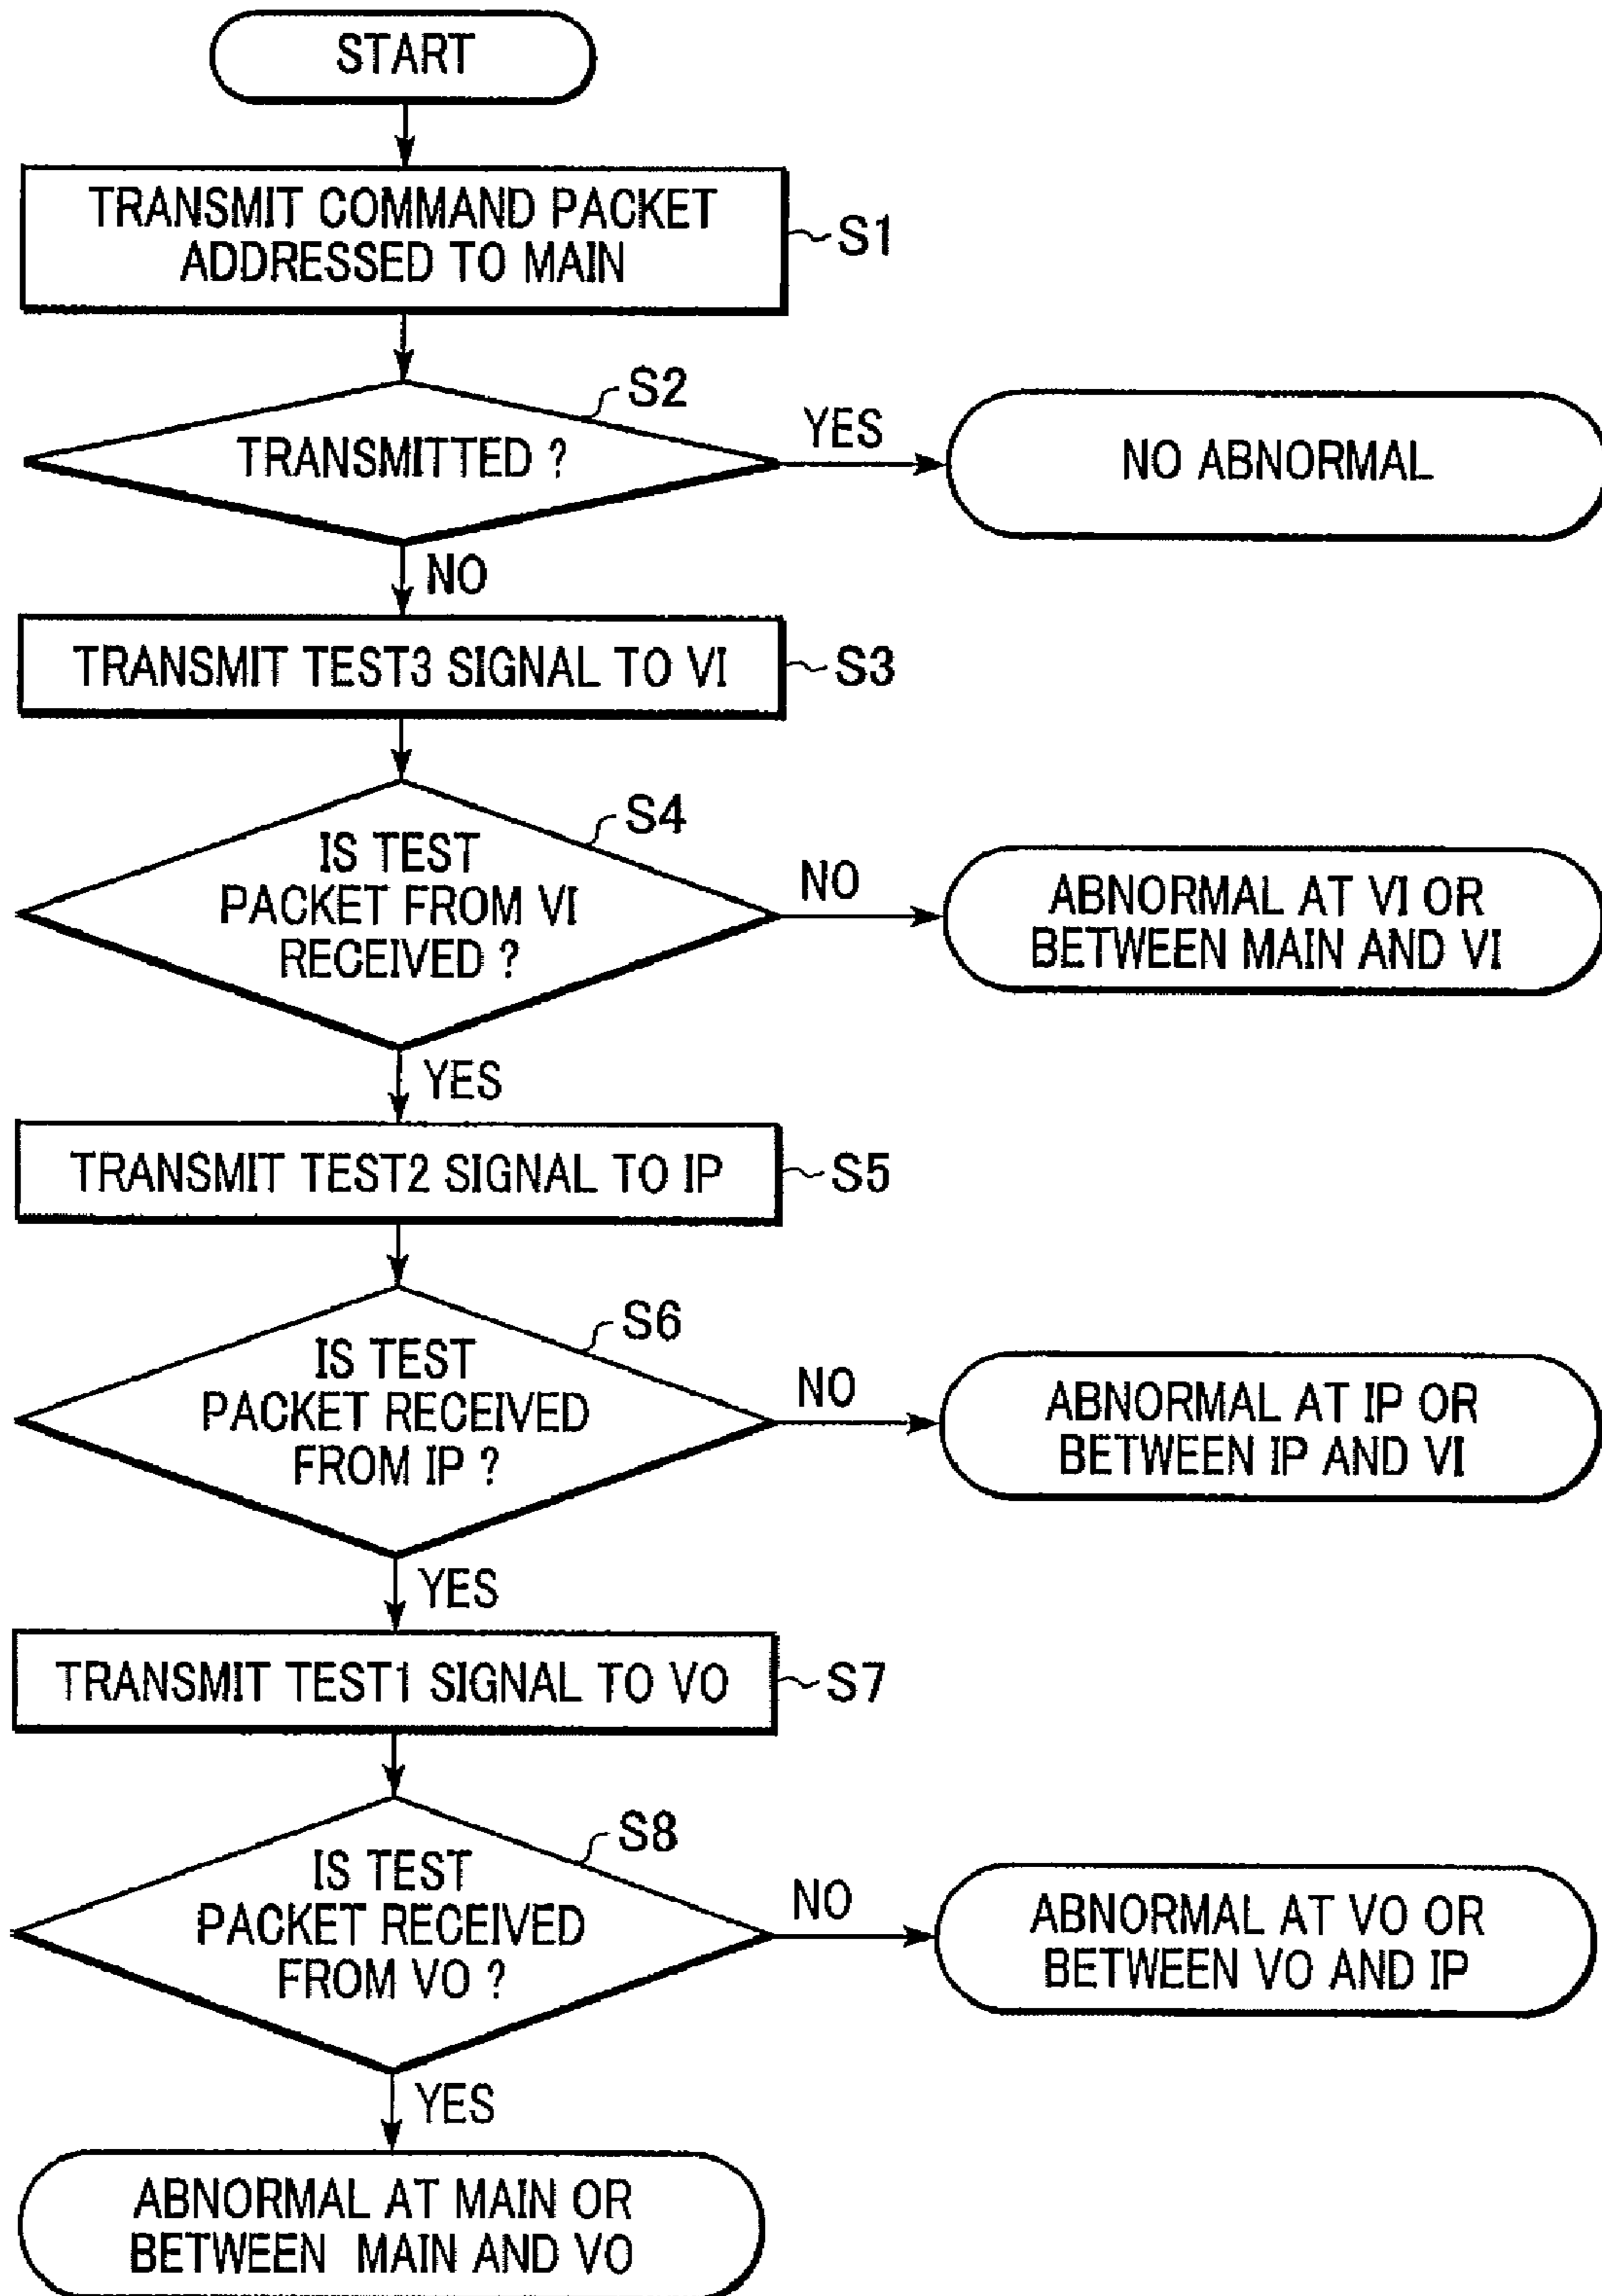 START
TRANSMIT COMMAND PACKET
ADDRESSED TO MAIN
S1
S2
TRANSMITTED ?
YES
NO ABNORMAL
NO
TRANSMIT TEST3 SIGNAL TO VI
S3
S4
IS TEST
PACKET FROM VI
RECEIVED ?
NO
ABNORMAL AT VI OR
BETWEEN MAIN AND VI
YES
TRANSMIT TEST2 SIGNAL TO IP
S5
S6
IS TEST
PACKET RECEIVED
FROM IP ?
NO
ABNORMAL AT IP OR
BETWEEN IP AND VI
YES
TRANSMIT TEST1 SIGNAL TO VO
S7
S8
IS TEST
PACKET RECEIVED
FROM VO ?
NO
ABNORMAL AT VO OR
BETWEEN VO AND IP
YES
ABNORMAL AT MAIN OR
BETWEEN MAIN AND VO